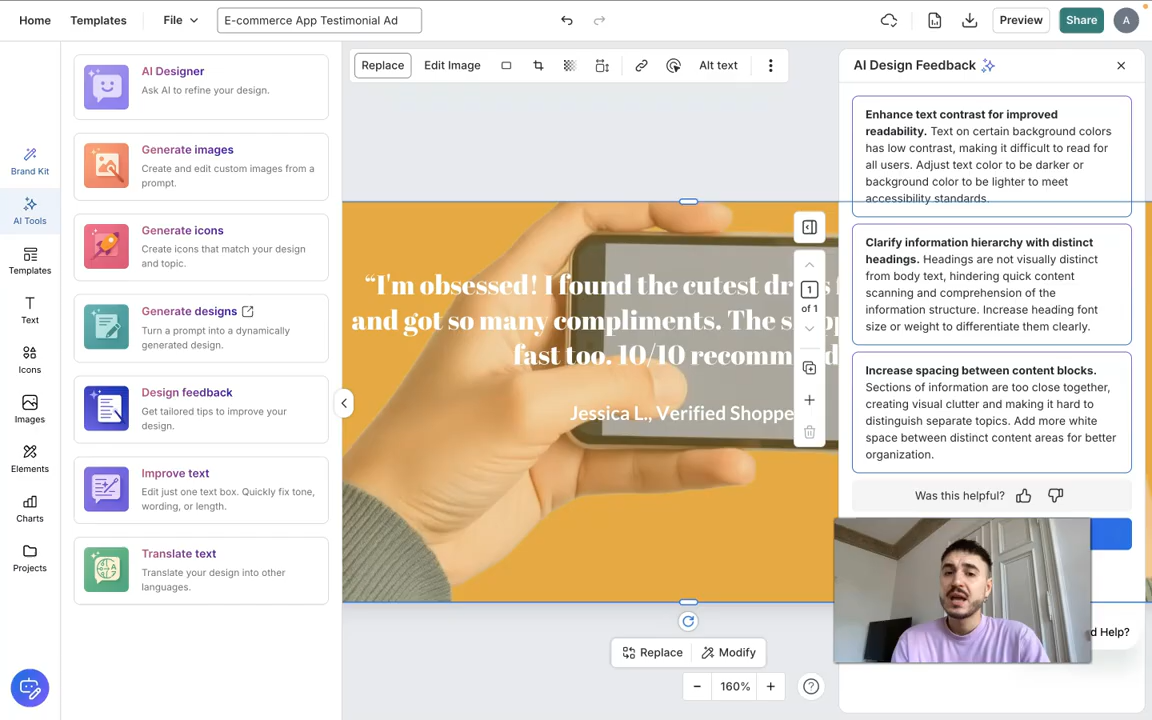 Home
Templates
File
E-commerce App Testimonial Ad
Preview
Share
A
Brand Kit
AI Tools
Templates
Text
Icons
Images
Elements
Charts
Projects
AI Designer
Ask AI to refine your design.
Generate images
Create and edit custom images from a
prompt.
Generate icons
Create icons that match your design
and topic.
Generate designs
Turn a prompt into a dynamically
generated design.
Design feedback
Get tailored tips to improve your
design.
Improve text
Edit just one text box. Quickly fix tone,
wording, or length.
Translate text
Translate your design into other
languages.
Replace
Edit Image
Alt text
“I'm obsessed! I found the cutest
and got so many compliments. The
fast too. 10/10
Jessica L., Verified
1
of 1
Replace
Modify
160%
AI Design Feedback
Enhance text contrast for improved
readability. Text on certain background colors
has low contrast, making it difficult to read for
all users. Adjust text color to be darker or
background color to be lighter to meet
accessibility standards.
Clarify information hierarchy with distinct
headings. Headings are not visually distinct
from body text, hindering quick content
scanning and comprehension of the
information structure. Increase heading font
size or weight to differentiate them clearly.
Increase spacing between content blocks.
Sections of information are too close together,
creating visual clutter and making it hard to
distinguish separate topics. Add more white
space between distinct content areas for better
organization.
Was this helpful?
d Help?